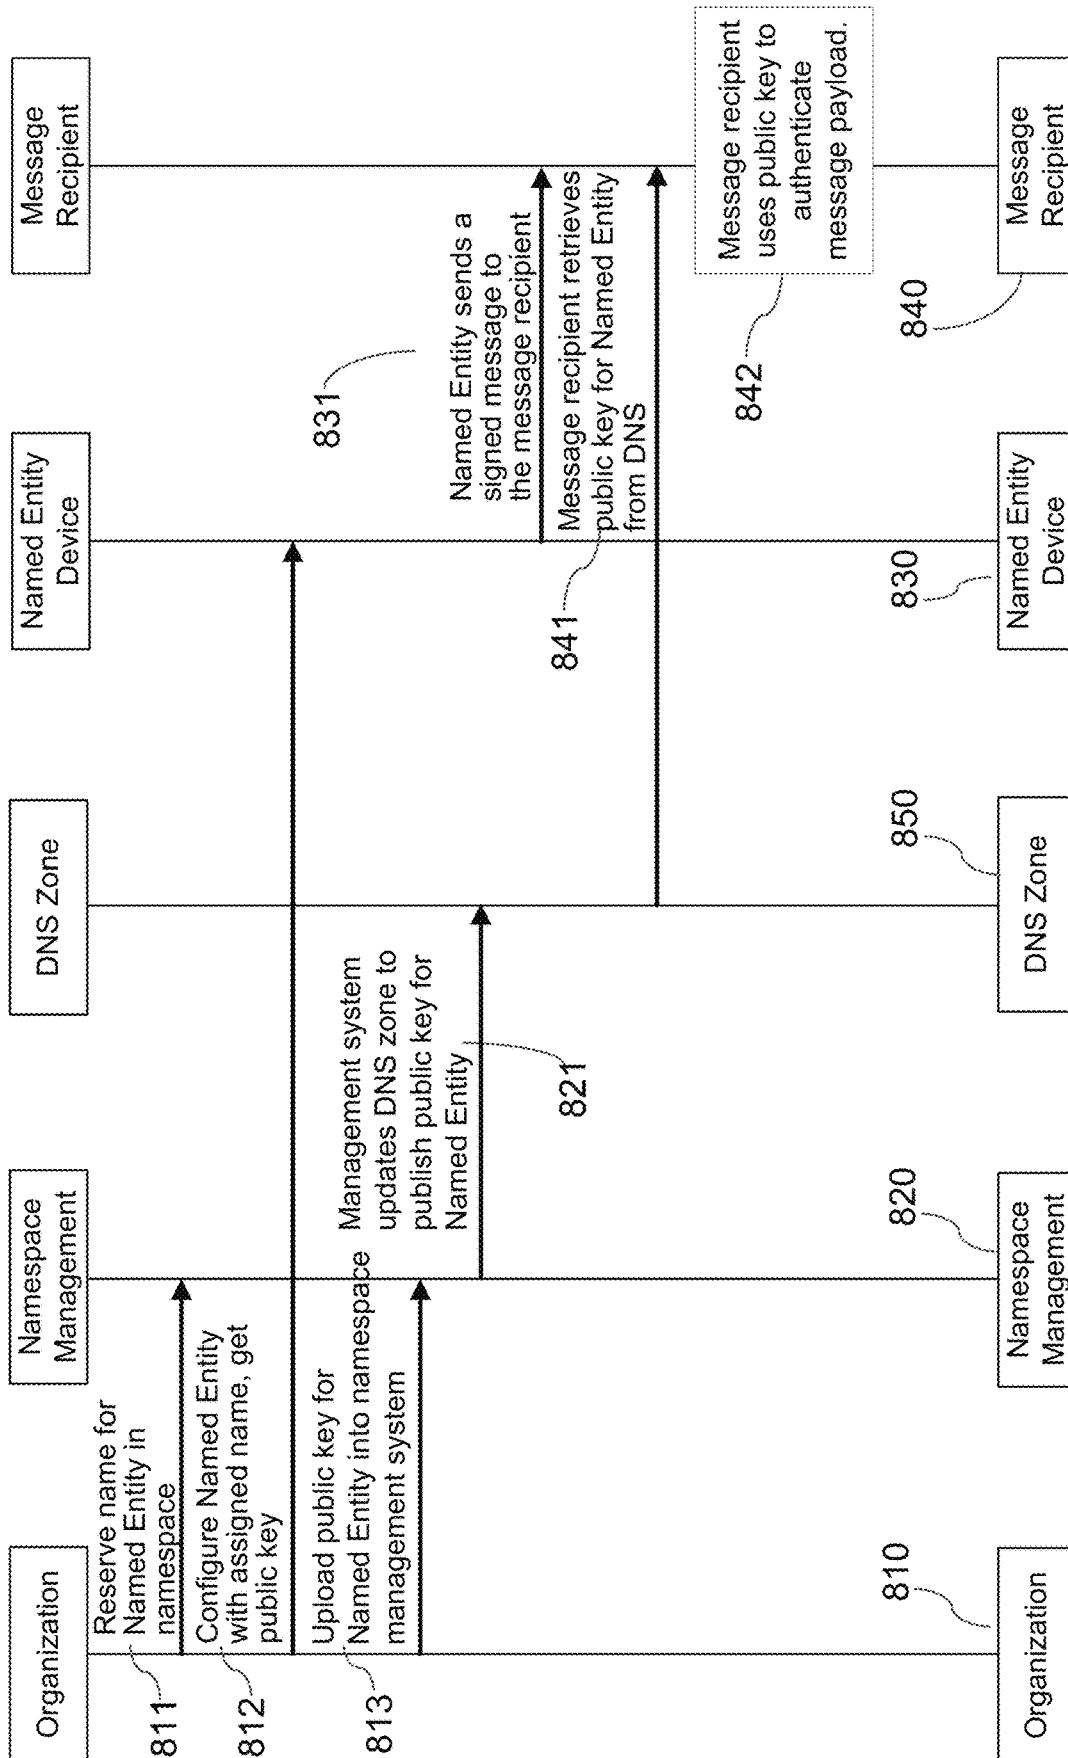 Organization
Namespace
Management
DNS Zone
Named Entity
Device
Message
Recipient
Reserve name for
Named Entity in
namespace
811
Configure Named Entity
with assigned name, get
public key
812
Upload public key for
Named Entity into namespace
management system
813
Management system
updates DNS zone to
publish public key for
Named Entity
821
831
Named Entity sends a
signed message to
the message recipient
Message recipient retrieves
public key for Named Entity
from DNS
841
Message recipient
uses public key to
authenticate
message payload.
842
810
820
850
830
840
Organization
Namespace
Management
DNS Zone
Named Entity
Device
Message
Recipient